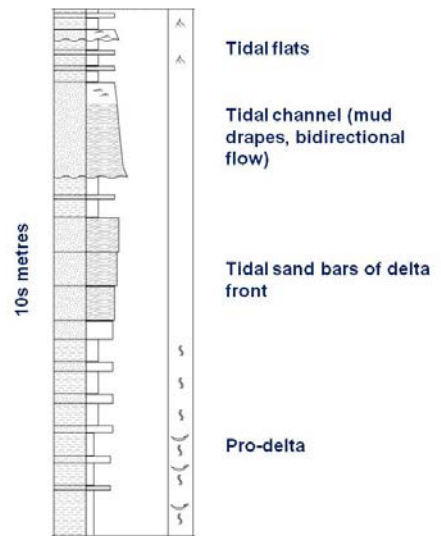 Tidal flats
Tidal channel (mud
drapes, bidirectional
flow)
10s metres
Tidal sand bars of delta
front
Pro-delta